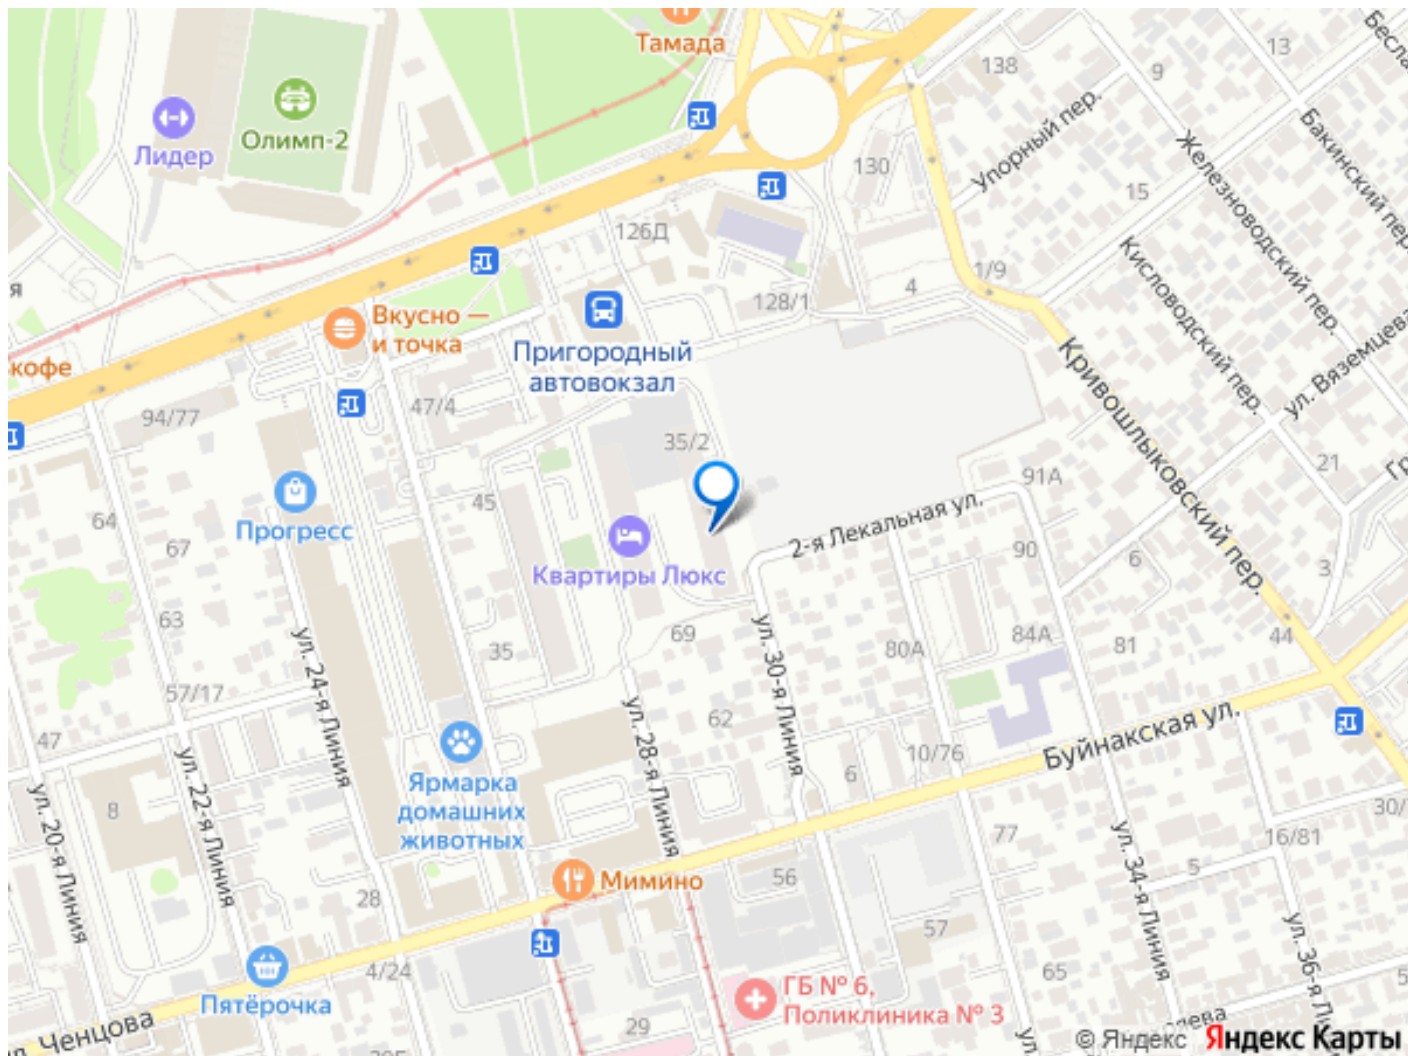 Тамада
138
13
9
Олимп-2
Лидер
130
Упорный пер.
Железноводский пер.
Бакинский пер.
15
126Д
Кисловодский пер.
1/9
4
128/1
Вкусно —
и точка
Пригородный
автовокзал
кофе
ул. Вяземцева
Кривошлыковский пер.
94/77
47/4
35/2
21
91А
Прогресс
45
64
67
2-я Лекальная ул.
90
6
3
Квартиры Люкс
63
69
35
ул. 24-я Линия
ул. 30-я Линия
80А
84А
81
44
57/17
62
ул. 28-я Линия
Буйнакская ул.
47
ул. 22-я Линия
10/76
6
8
Ярмарка
домашних
животных
ул. 20-я Линия
77
ул. 34-я Линия
16/81
30/
5
Мимино
56
28
57
ул. 36-я Ли
Пятёрочка
4/24
65
ГБ № 6,
Поликлиника № 3
29
Ченцова
ул
© Яндекс
Яндекс Карты